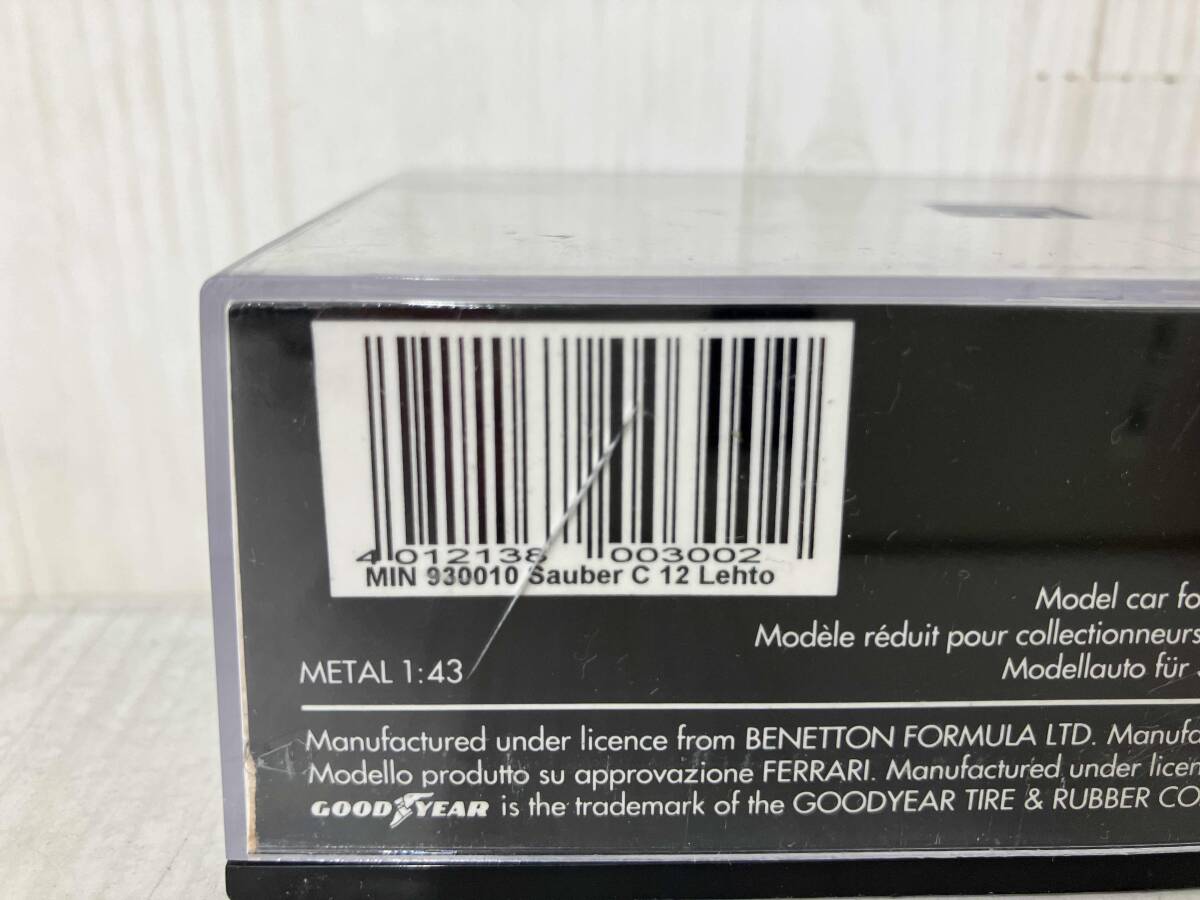 4 012138 003002
MIN 930010 Sauber C 12 Lehto
Model car fo
Modèle réduit pour collectionneurs
METAL 1:43
Modellauto für
Manufactured under licence from BENETTON FORMULA LTD. Manufa
Modello produtto su approvazione FERRARI. Manufactured under licen
GOODYEAR is the trademark of the GOODYEAR TIRE & RUBBER CO